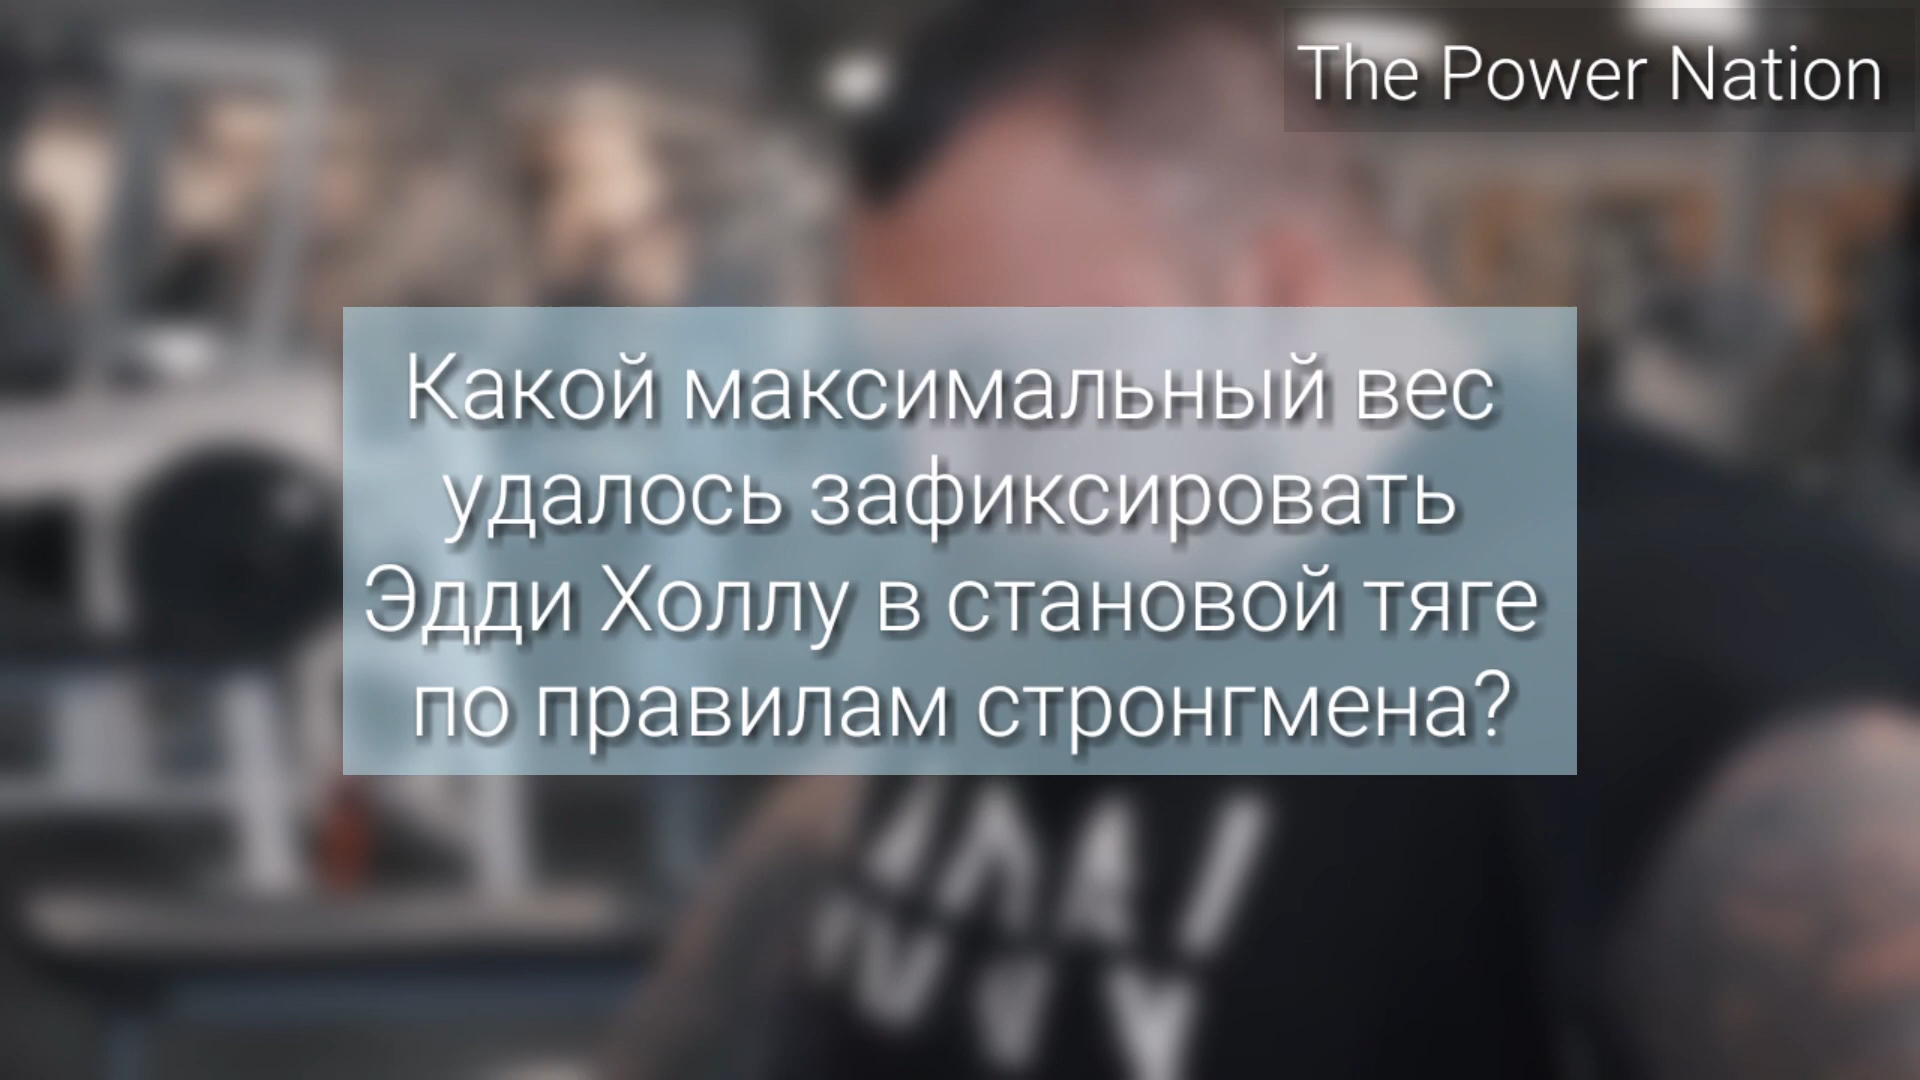 The Power Nation
Какой максимальный вес
удалось зафиксировать
Эдди Холлу в становой тяге
по правилам стронгмена?